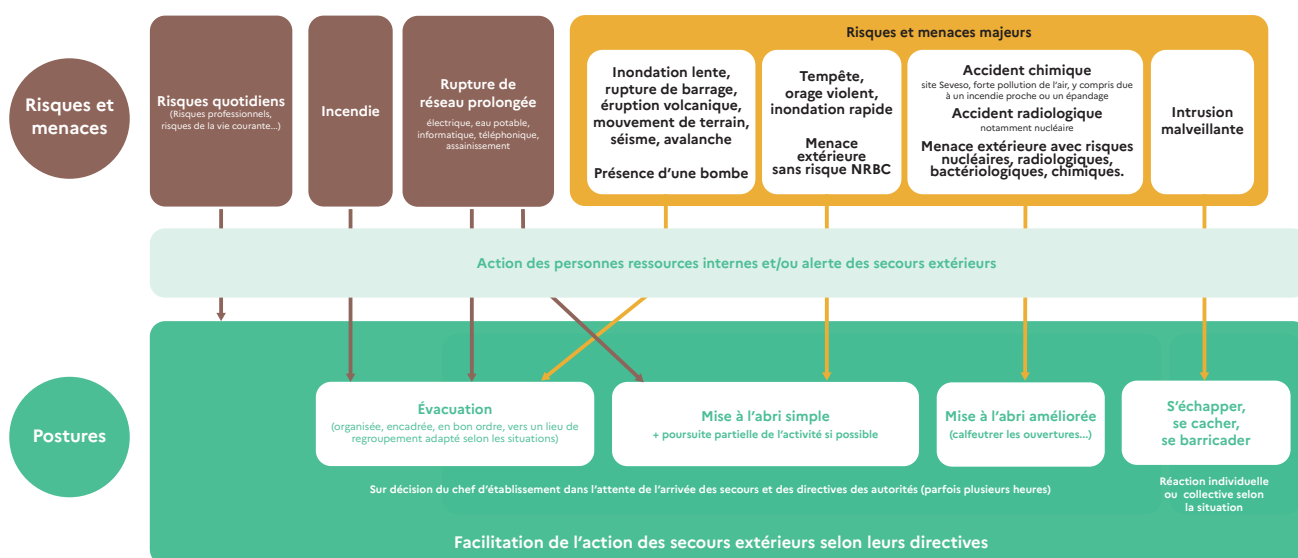 Risques et
menaces
Risques quotidiens
(Risques professionnels,
risques de la vie courante...)
Incendie
Rupture de
réseau prolongée
électrique, eau potable,
informatique, téléphonique,
assainissement
Risques et menaces majeurs
Inondation lente,
rupture de barrage,
éruption volcanique,
mouvement de terrain,
séisme, avalanche
Présence d'une bombe
Tempête,
orage violent,
inondation rapide
Menace
extérieure
sans risque NRBC
Accident chimique
site Seveso, forte pollution de l'air, y compris due
à un incendie proche ou un épandage
Accident radiologique
notamment nucléaire
Menace extérieure avec risques
nucléaires, radiologiques,
bactériologiques, chimiques.
Intrusion
malveillante
Action des personnes ressources internes et/ou alerte des secours extérieurs
Postures
Évacuation
(organisée, encadrée, en bon ordre, vers un lieu de
regroupement adapté selon les situations)
Mise à l'abri simple
+ poursuite partielle de l'activité si possible
Mise à l'abri améliorée
(calfeutrer les ouvertures...)
S'échapper,
se cacher,
se barricader
Sur décision du chef d'établissement dans l'attente de l'arrivée des secours et des directives des autorités (parfois plusieurs heures)
Réaction individuelle
ou collective selon
la situation
Facilitation de l'action des secours extérieurs selon leurs directives